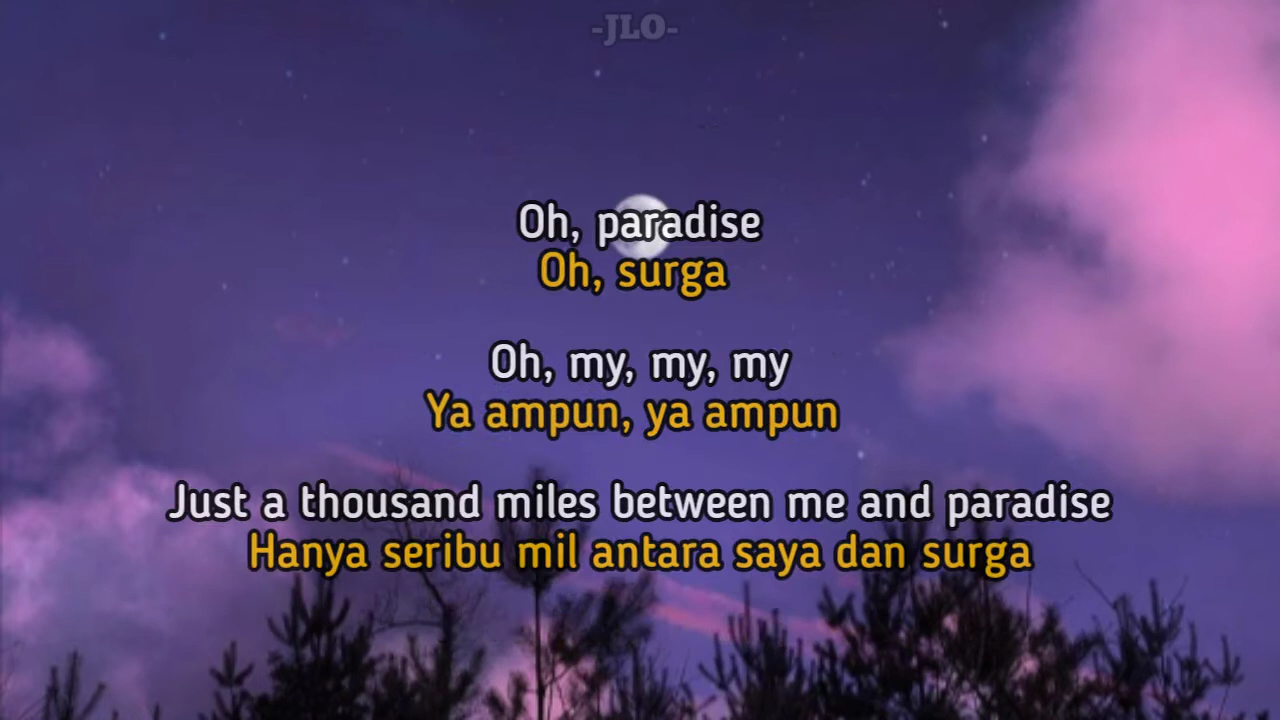 -JLO-
Oh, paradise
Oh, surga
Oh, my, my, my
Ya ampun, ya ampun
Just a thousand miles between me and paradise
Hanya seribu mil antara saya dan surga